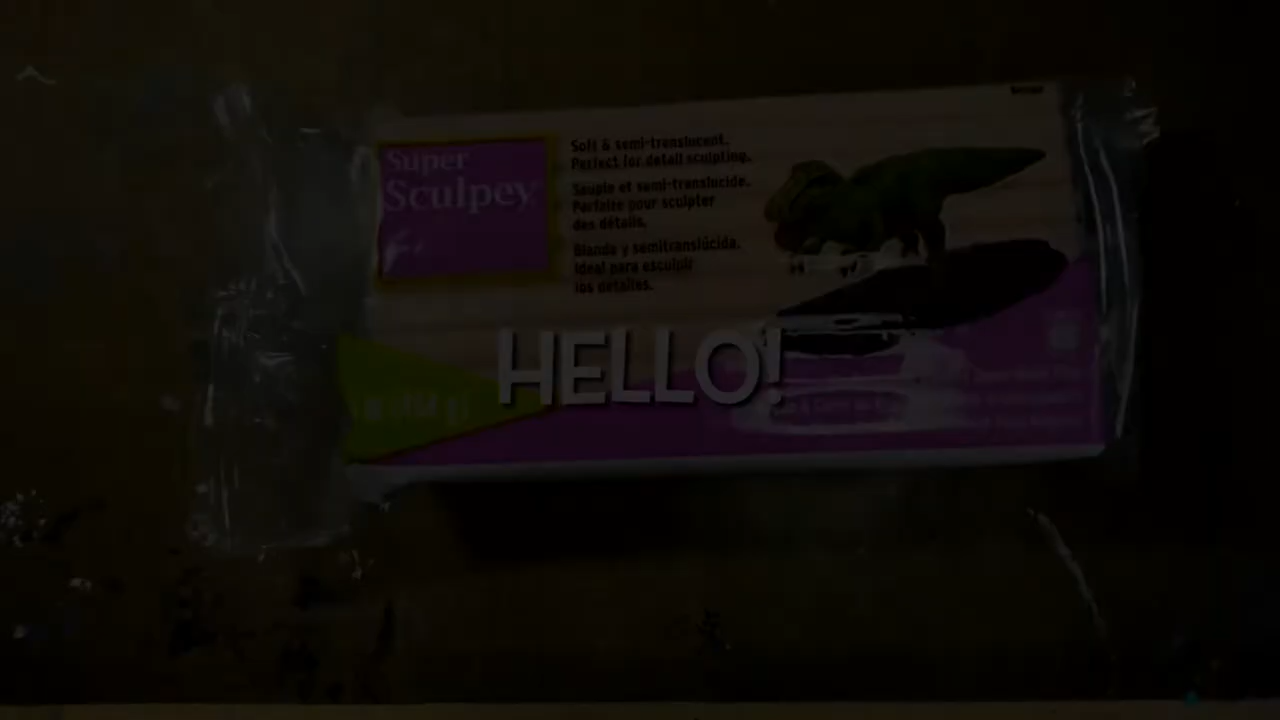 Super
Sculpey
Soft & semi-translucent.
Perfect for detail sculpting.
Souple et semi-translucide.
Parfaite pour sculpter
des détails.
Blanda y semitranslúcida.
Ideal para esculpir
los detalles.
HELLO!